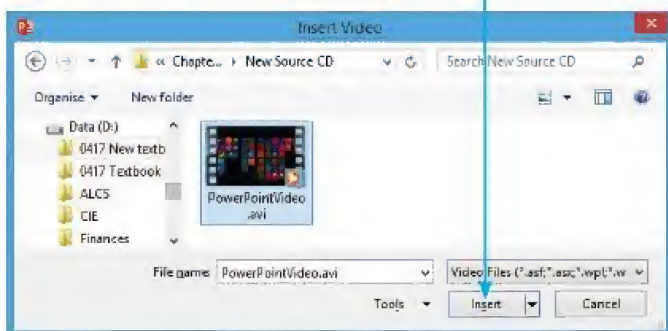 Insert Video
« Chapte... New Source CD
Search New Source CD
Organise New folder
Data (D:)
0417 New textb
0417 Textbook
ALCS
CIE
Finances
PowerPointVideo
.avi
File name: PowerPointVideo.avi
Video Files (*.asf;*.asx;*.wpl;*.w
Tools Insert Cancel